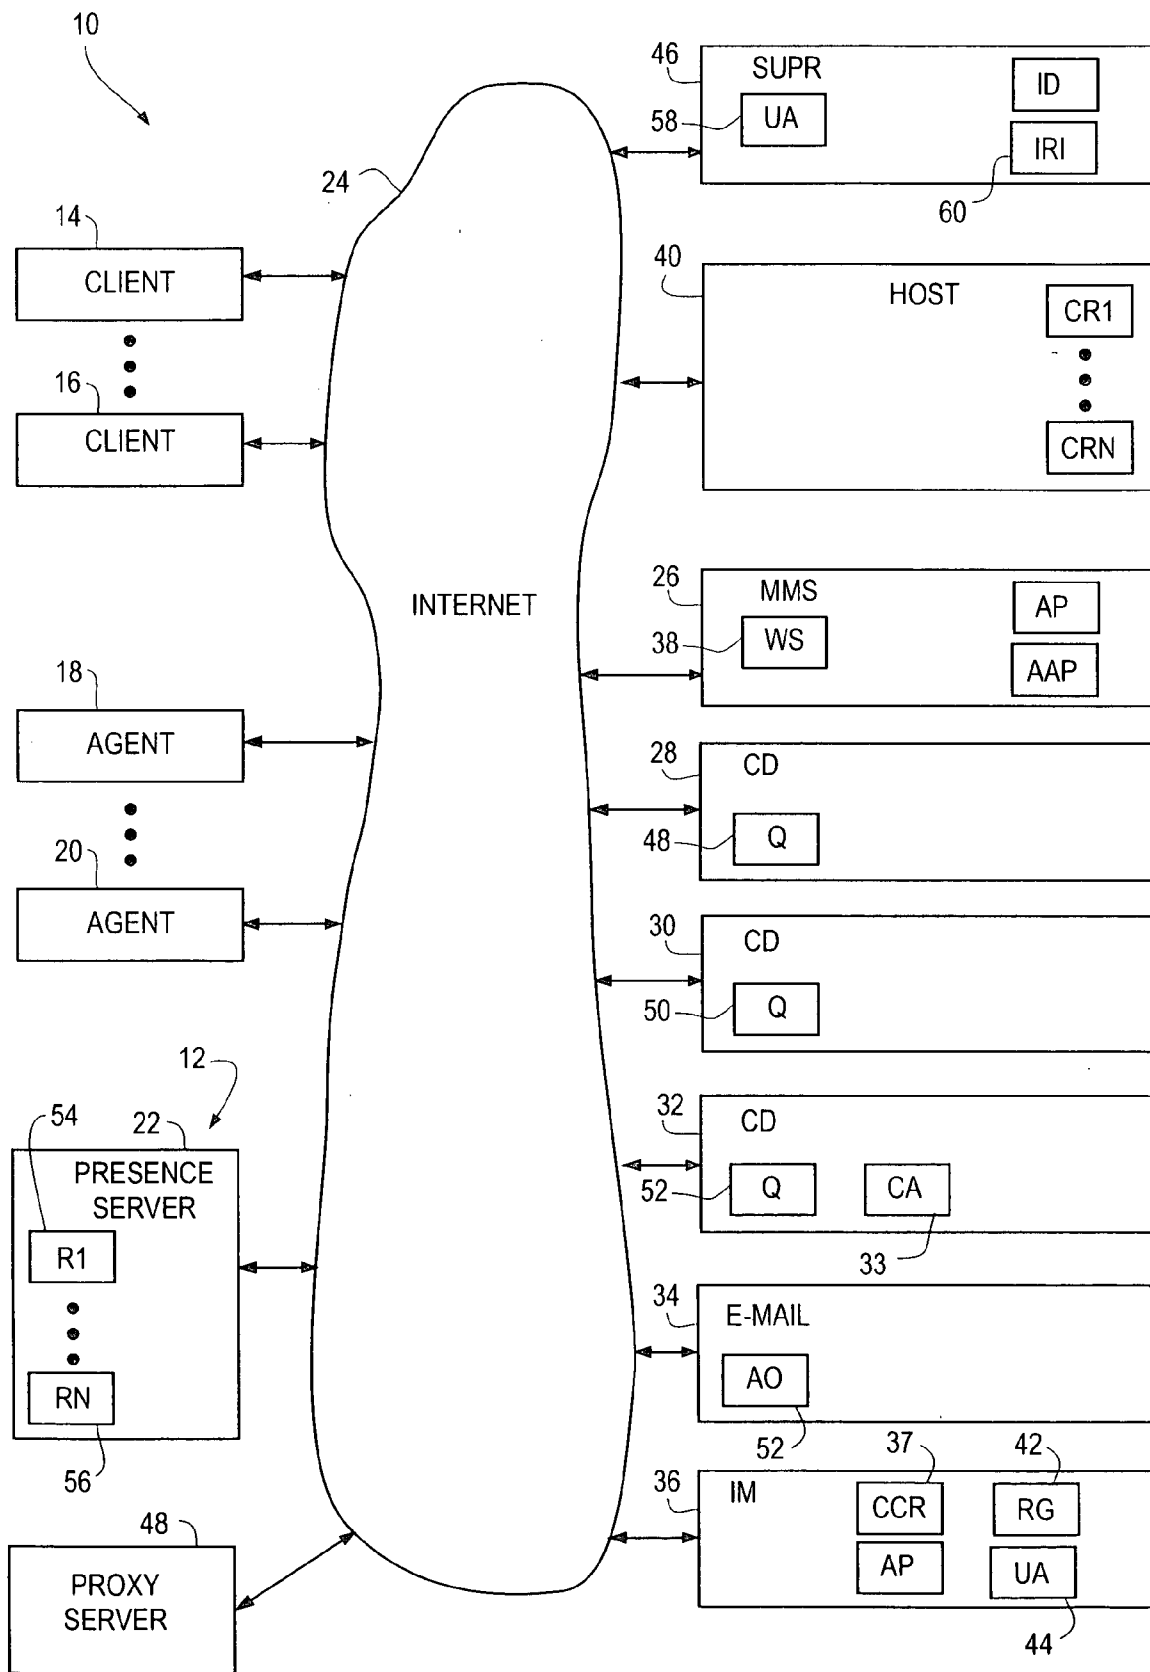 10
24
14
CLIENT
16
CLIENT
INTERNET
18
AGENT
20
AGENT
12
54
22
PRESENCE
SERVER
R1
RN
56
48
PROXY
SERVER
46
SUPR
ID
58
UA
IRI
60
40
HOST
CR1
CRN
26
MMS
AP
38
WS
AAP
28
CD
48
Q
30
CD
50
Q
32
CD
52
Q
CA
33
34
E-MAIL
AO
52
37
42
36
IM
CCR
RG
AP
UA
44